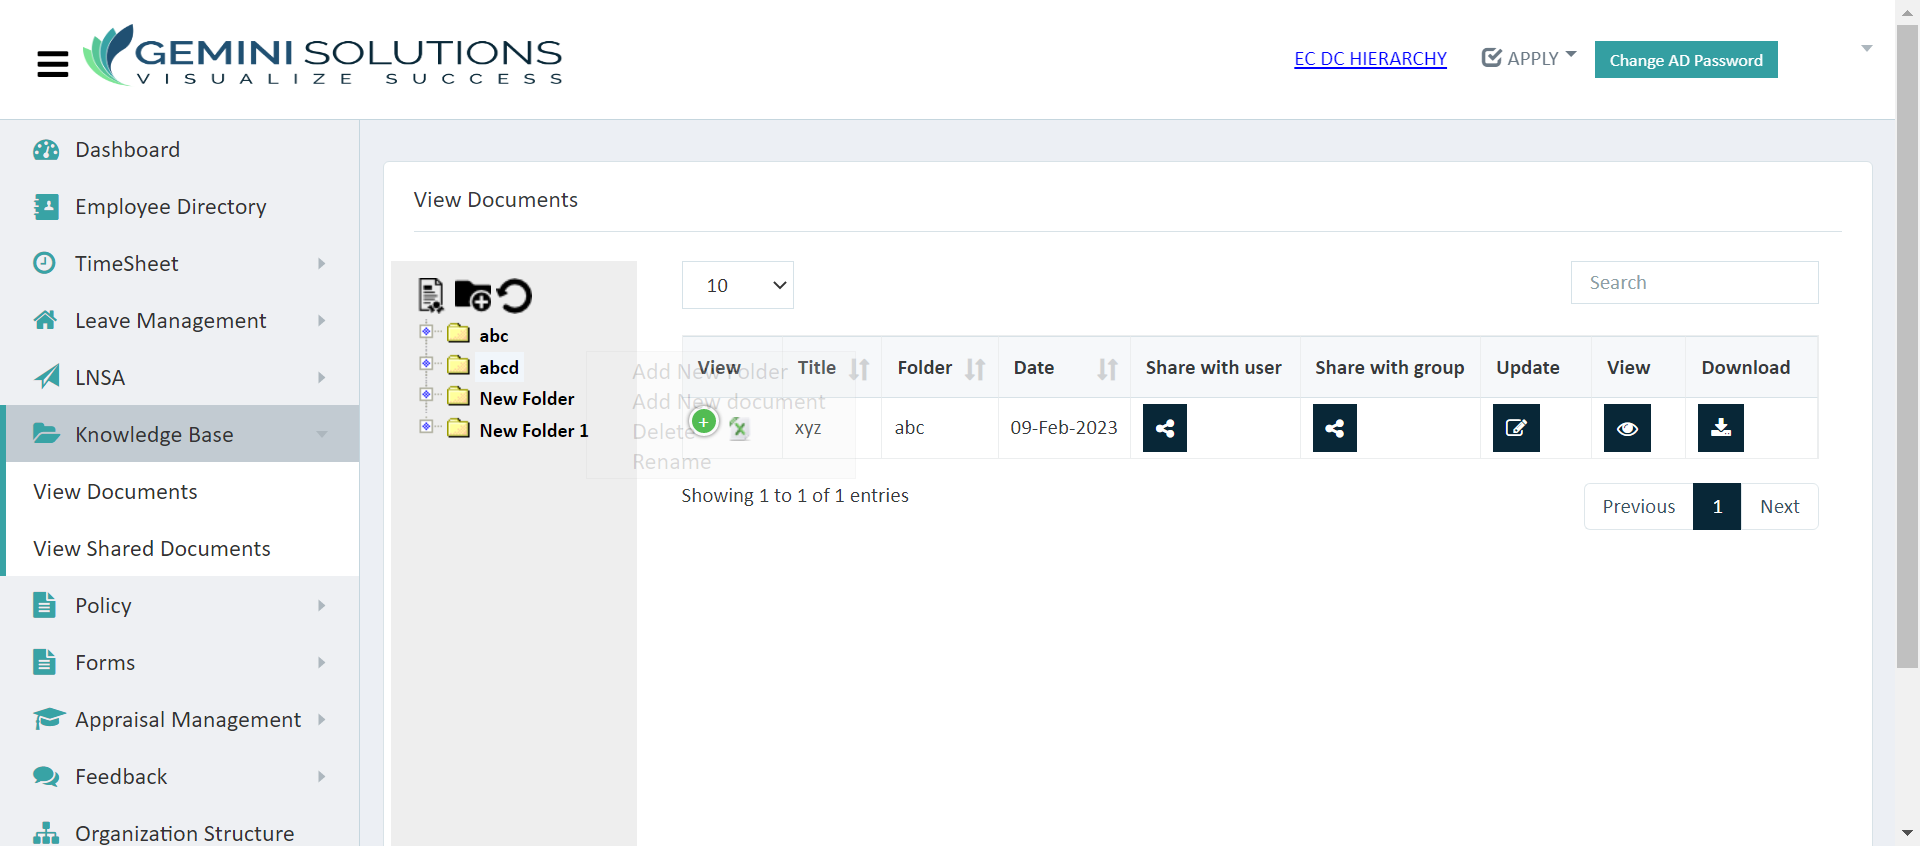 GEMINI SOLUTIONS
VISUALIZE SUCCESS
EC DC HIERARCHY
APPLY
Change AD Password
Dashboard
Employee Directory
TimeSheet
Leave Management
LNSA
Knowledge Base
View Documents
View Shared Documents
Policy
Forms
Appraisal Management
Feedback
Organization Structure
View Documents
abc
abcd
New Folder
New Folder 1
Add New Folder
Add New document
Delete
Rename
10
Search
View Title Folder Date Share with user Share with group Update View Download
xyz abc 09-Feb-2023
Showing 1 to 1 of 1 entries
Previous 1 Next